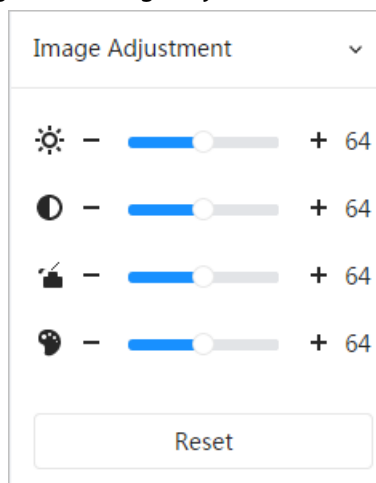 Image Adjustment
− + 64
− + 64
− + 64
− + 64
Reset